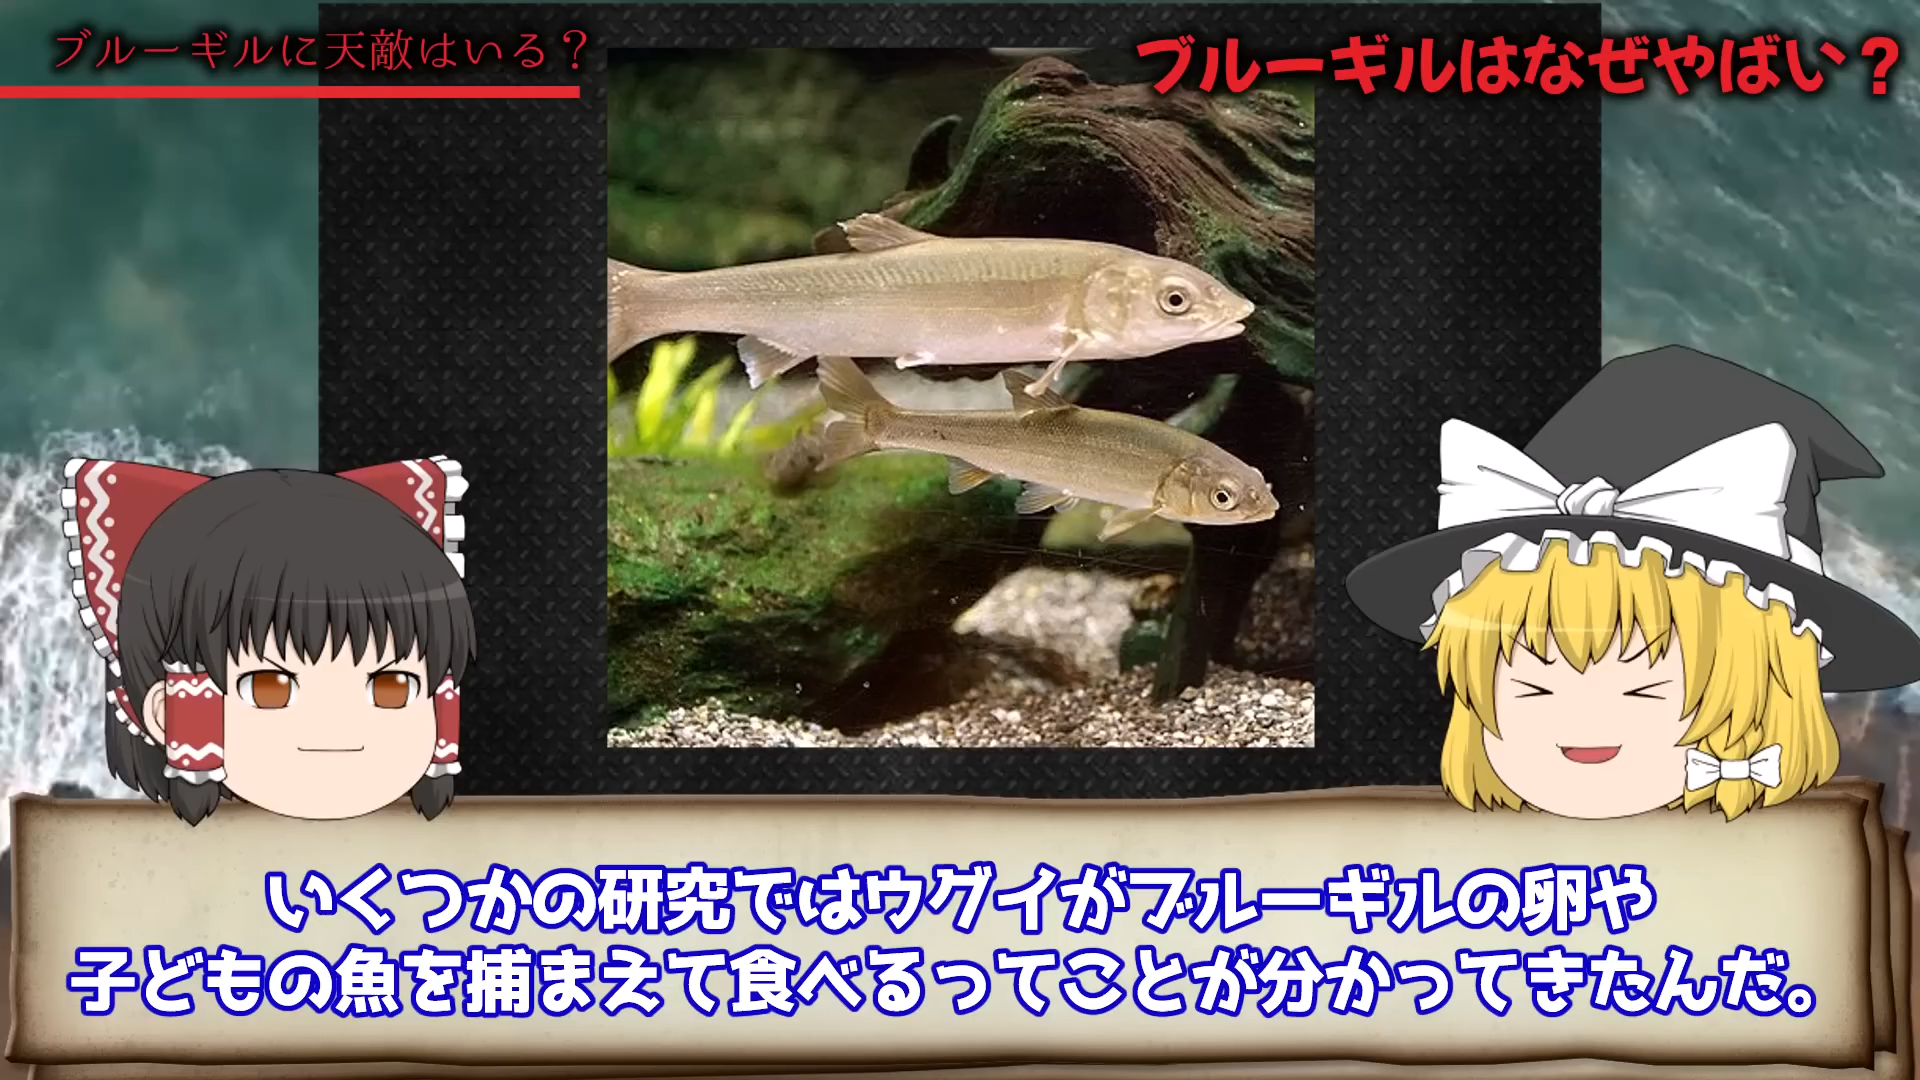 ブルーギルに天敵はいる？
ブルーギルはなぜやばい？
いくつかの研究ではウグイがブルーギルの卵や
子どもの魚を捕まえて食べるってことが分かってきたんだ。